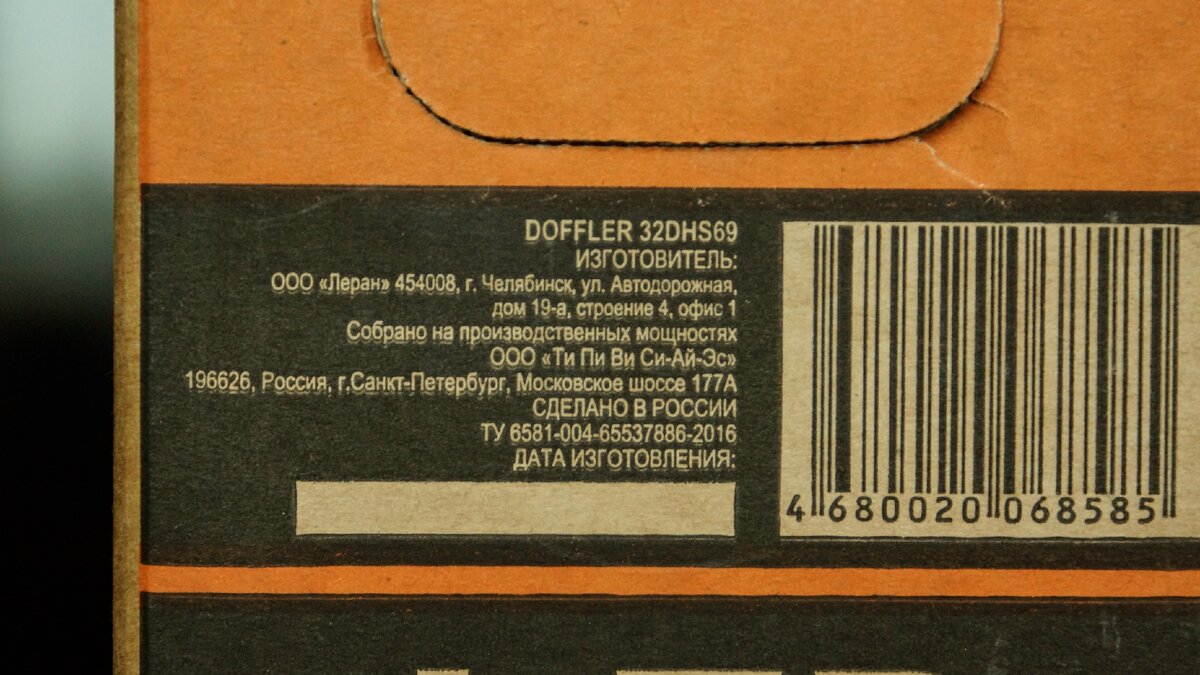 DOFFLER 32DHS69
ИЗГОТОВИТЕЛЬ:
ООО «Леран» 454008, г. Челябинск, ул. Автодорожная,
дом 19-а, строение 4, офис 1
Собрано на производственных мощностях
ООО «Ти Пи Ви Си-Ай-Эс»
196626, Россия, г.Санкт-Петербург, Московское шоссе 177А
СДЕЛАНО В РОССИИ
ТУ 6581-004-65537886-2016
ДАТА ИЗГОТОВЛЕНИЯ:
4 680020 068585